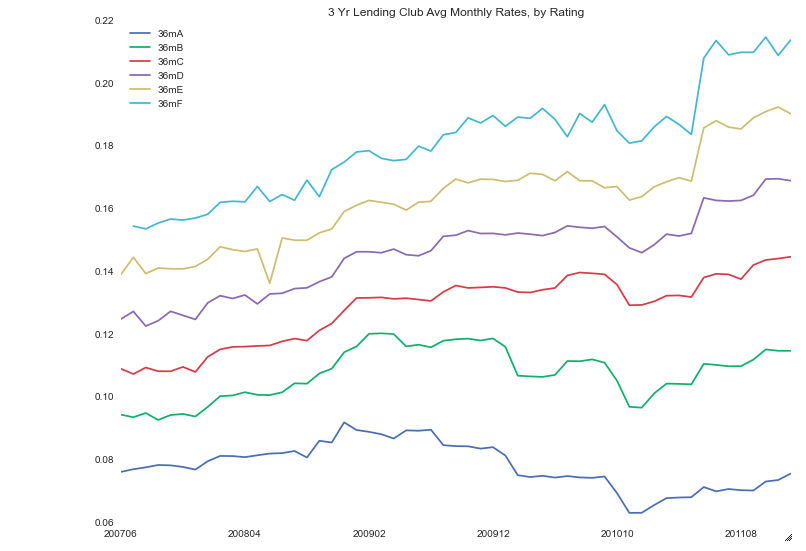 3 Yr Lending Club Avg Monthly Rates, by Rating
0.22
36mA
36mB
36mC
36mD
36mE
36mF
0.20
0.18
0.16
0.14
0.12
0.10
0.08
0.06
200706 200804 200902 200912 201010 201108